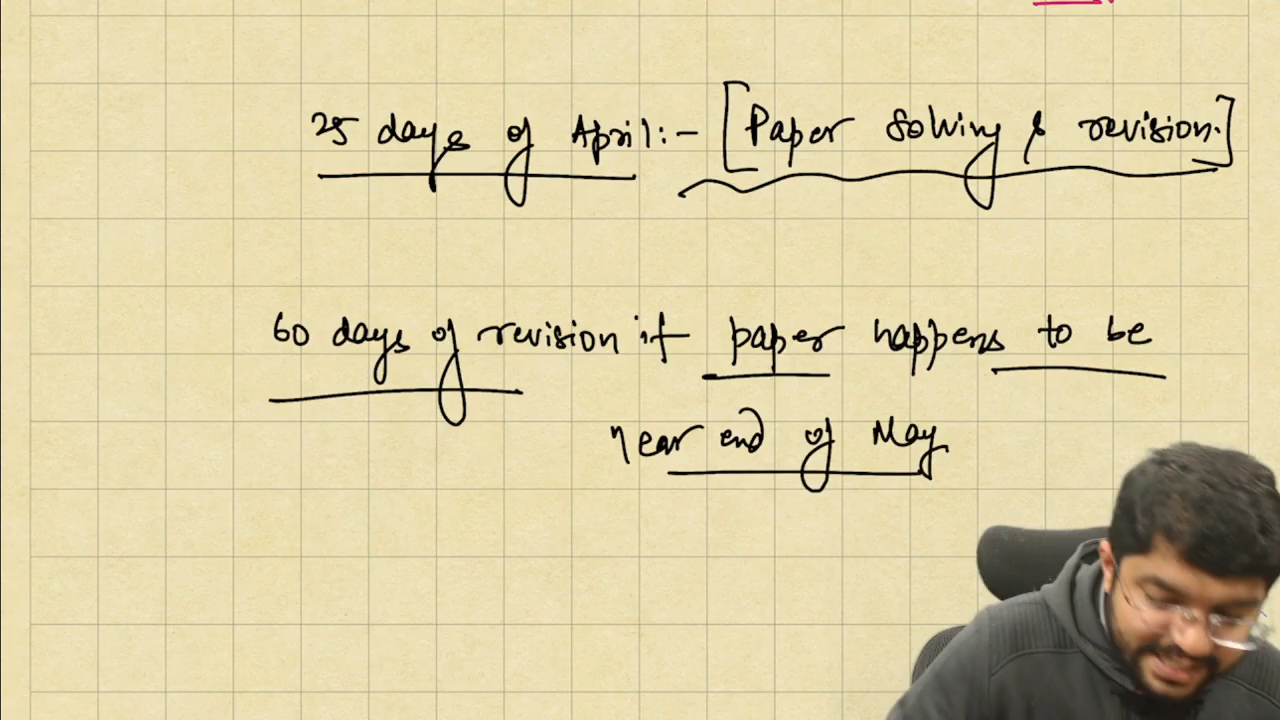 25 days of April:- [Paper solving & revision.]
60 days of revision if paper happens to be
near end of May